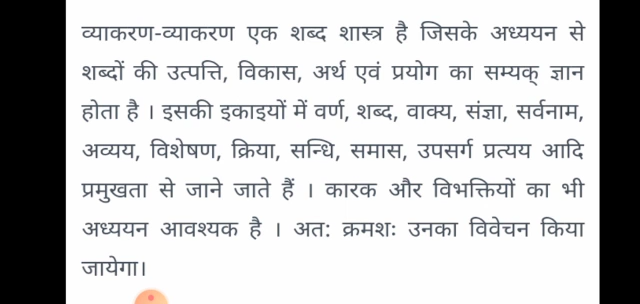 व्याकरण-व्याकरण एक शब्द शास्त्र है जिसके अध्ययन से
शब्दों की उत्पत्ति, विकास, अर्थ एवं प्रयोग का सम्यक् ज्ञान
होता है । इसकी इकाइयों में वर्ण, शब्द, वाक्य, संज्ञा, सर्वनाम,
अव्यय, विशेषण, क्रिया, सन्धि, समास, उपसर्ग प्रत्यय आदि
प्रमुखता से जाने जाते हैं । कारक और विभक्तियों का भी
अध्ययन आवश्यक है । अत: क्रमशः उनका विवेचन किया
जायेगा।